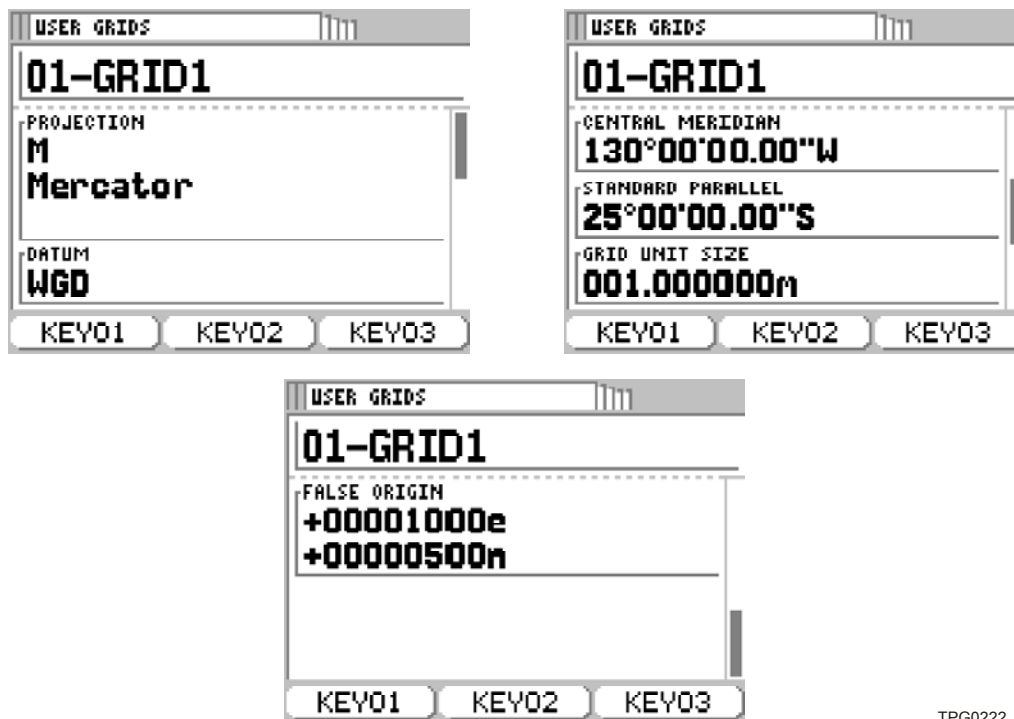 USER GRIDS
01-GRID1
PROJECTION
M
Mercator
DATUM
WGD
KEY01 KEY02 KEY03
USER GRIDS
01-GRID1
CENTRAL MERIDIAN
130°00'00.00"W
STANDARD PARALLEL
25°00'00.00"S
GRID UNIT SIZE
001.000000m
KEY01 KEY02 KEY03
USER GRIDS
01-GRID1
FALSE ORIGIN
+00001000e
+00000500n
KEY01 KEY02 KEY03
TPG0222